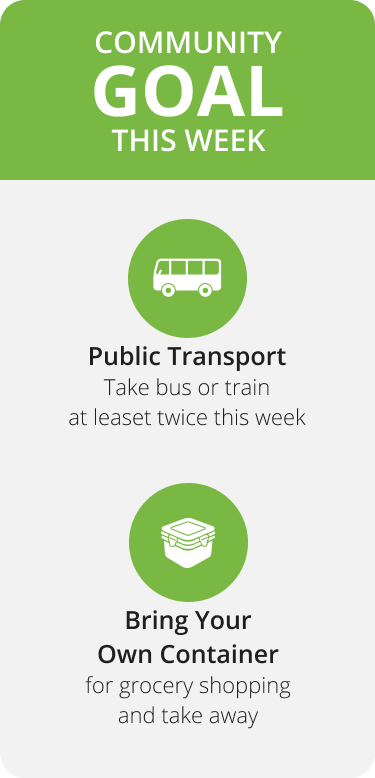 COMMUNITY
GOAL
THIS WEEK
Public Transport
Take bus or train
at leaset twice this week
Bring Your
Own Container
for grocery shopping
and take away